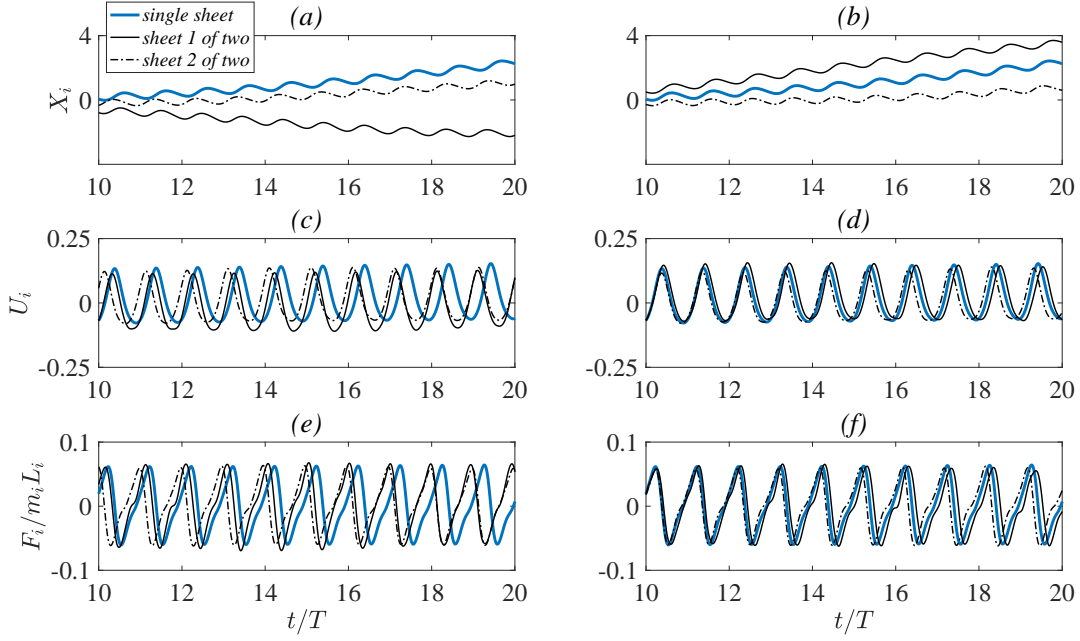 (a) (b)
single sheet
sheet 1 of two
sheet 2 of two
4 4
X_i 0 0
10 12 14 16 18 20 10 12 14 16 18 20
(c) (d)
0.25 0.25
U_i 0 0
-0.25 -0.25
10 12 14 16 18 20 10 12 14 16 18 20
(e) (f)
0.1 0.1
F_i/m_iL_i 0 0
-0.1 -0.1
10 12 14 16 18 20 10 12 14 16 18 20
t/T t/T